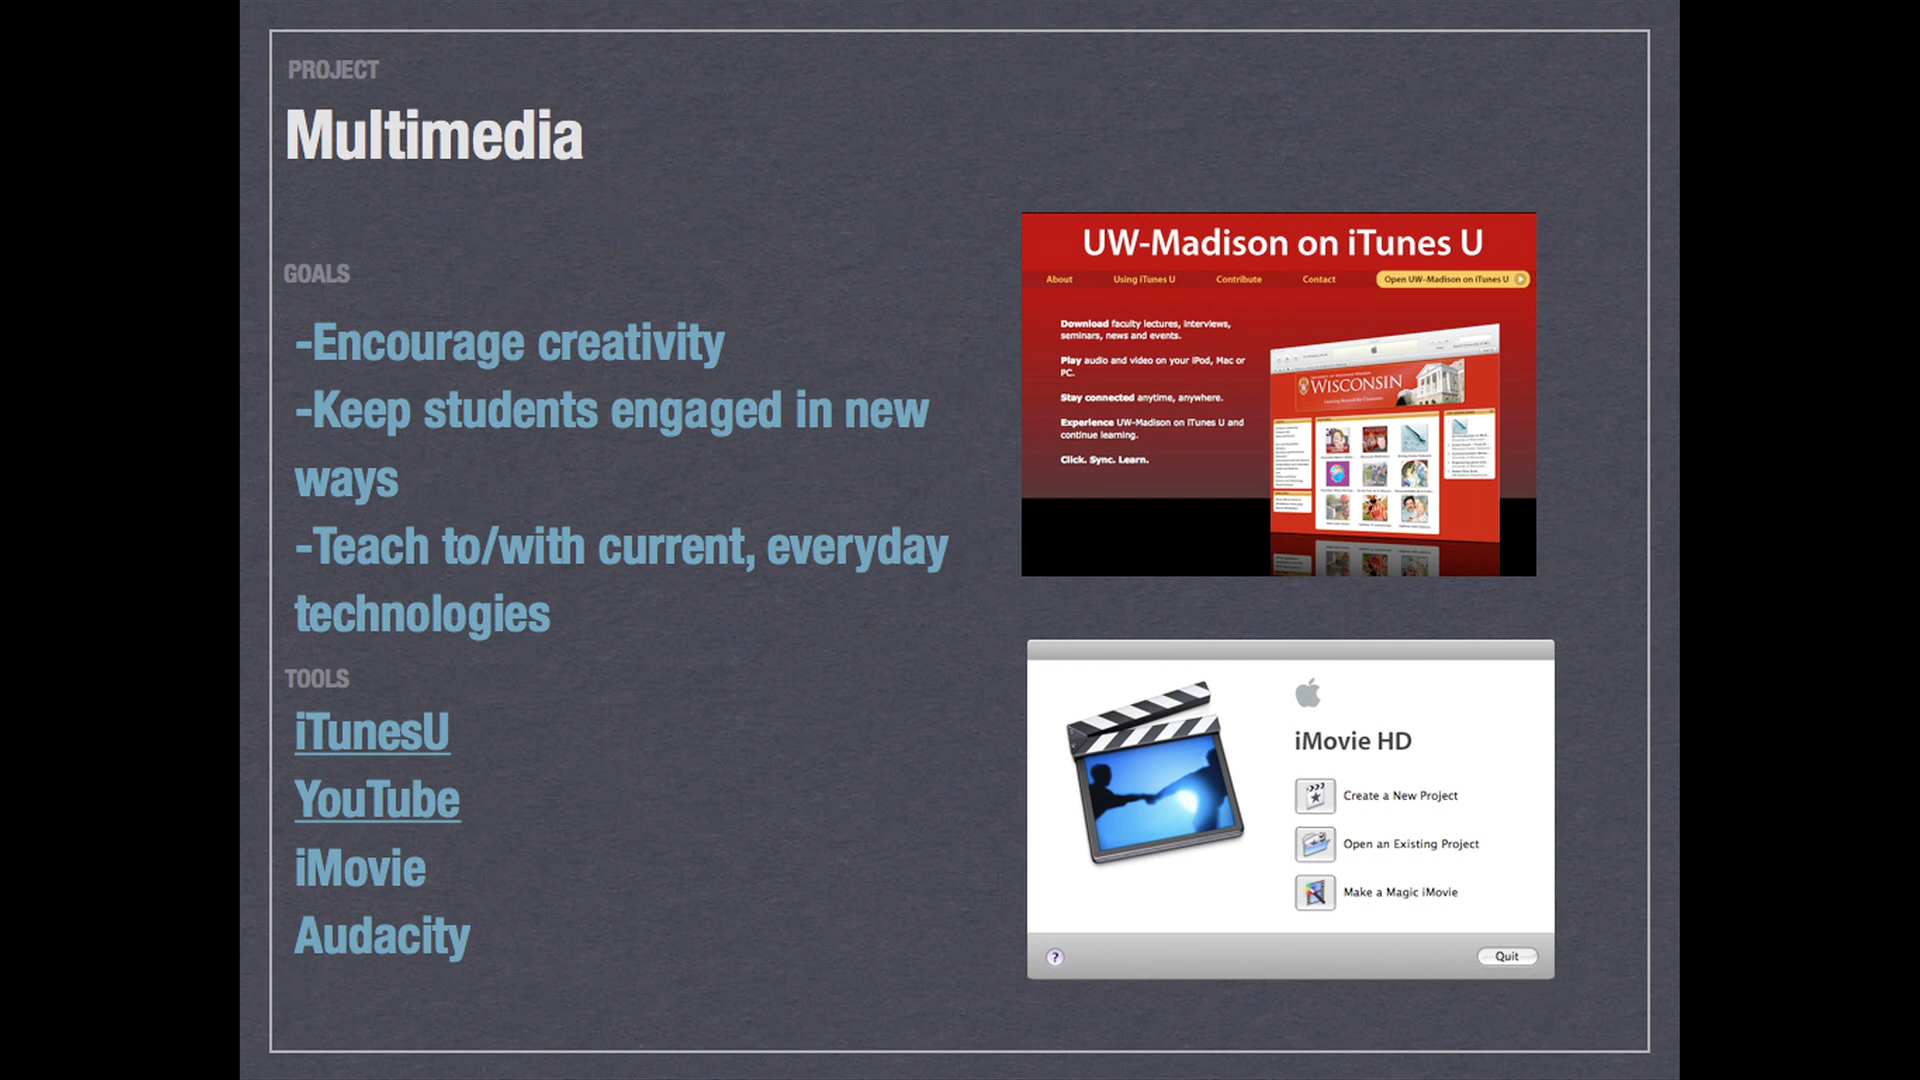 PROJECT
Multimedia
GOALS
-Encourage creativity
-Keep students engaged in new
ways
-Teach to/with current, everyday
technologies
TOOLS
iTunesU
YouTube
iMovie
Audacity
UW-Madison on iTunes U
About Using iTunes U Contribute Contact Open UW-Madison on iTunes U
Download faculty lectures, interviews,
seminars, news and events.
Play audio and video on your iPod, Mac or
PC.
Stay connected anytime, anywhere.
Experience UW-Madison on iTunes U and
continue learning.
Click. Sync. Learn.
WISCONSIN
iMovie HD
Create a New Project
Open an Existing Project
Make a Magic iMovie
?
Quit